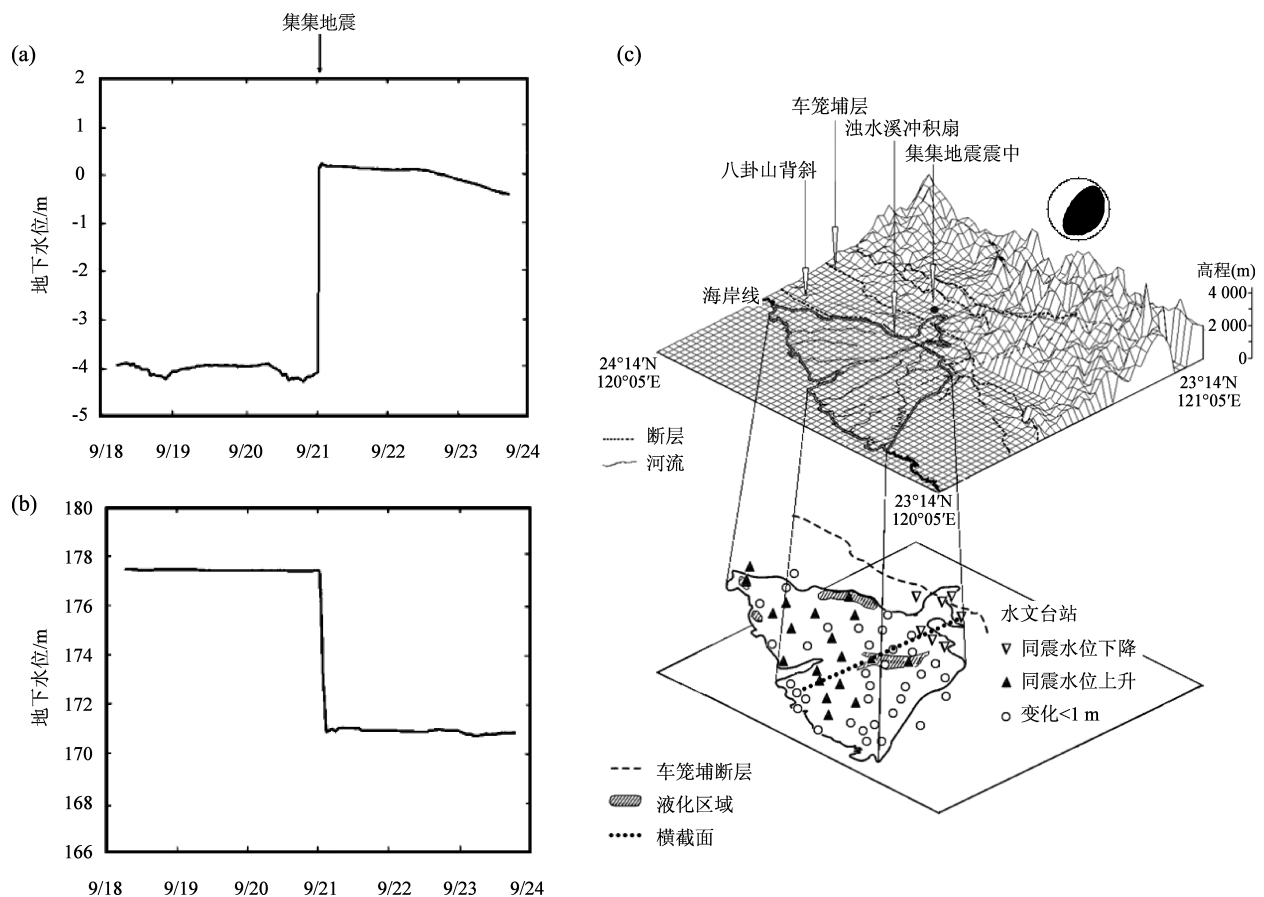 集集地震
(a)
2
1
0
-1
-2
-3
-4
-5
地下水位/m
9/18 9/19 9/20 9/21 9/22 9/23 9/24
(b)
180
178
176
174
172
170
168
166
地下水位/m
9/18 9/19 9/20 9/21 9/22 9/23 9/24
(c)
车笼埔层
浊水溪冲积扇
集集地震震中
八卦山背斜
海岸线
高程(m)
4 000
2 000
0
24°14′N
120°05′E
23°14′N
121°05′E
断层
河流
23°14′N
120°05′E
水文台站
同震水位下降
同震水位上升
变化<1 m
车笼埔断层
液化区域
横截面